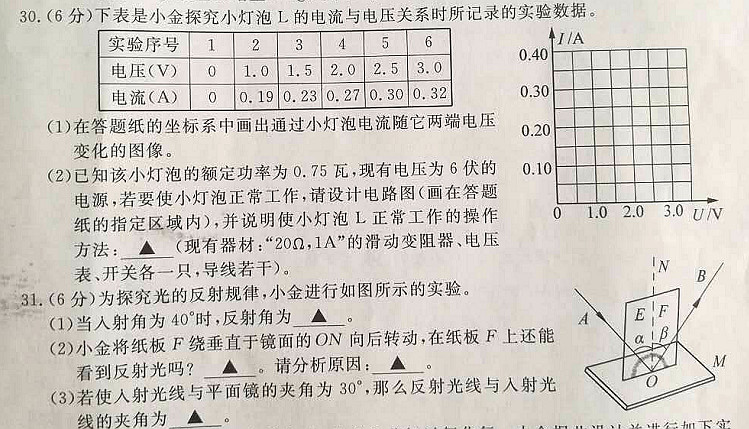 30.(6分)下表是小金探究小灯泡L的电流与电压关系时所记录的实验数据。
实验序号 1 2 3 4 5 6
电压(V) 0 1.0 1.5 2.0 2.5 3.0
电流(A) 0 0.19 0.23 0.27 0.30 0.32
(1)在答题纸的坐标系中画出通过小灯泡电流随它两端电压
变化的图像。
(2)已知该小灯泡的额定功率为0.75瓦,现有电压为6伏的
电源,若要使小灯泡正常工作,请设计电路图(画在答题
纸的指定区域内),并说明使小灯泡L正常工作的操作
方法:▲(现有器材:“20Ω,1A”的滑动变阻器、电压
表、开关各一只,导线若干)。
I/A
0.40
0.30
0.20
0.10
0 1.0 2.0 3.0 U/V
31.(6分)为探究光的反射规律,小金进行如图所示的实验。
(1)当入射角为40°时,反射角为▲。
(2)小金将纸板F绕垂直于镜面的ON向后转动,在纸板F上还能
看到反射光吗?▲。请分析原因:▲。
(3)若使入射光线与平面镜的夹角为30°,那么反射光线与入射光
线的夹角为▲。
N
B
A
E F
α β
M
O